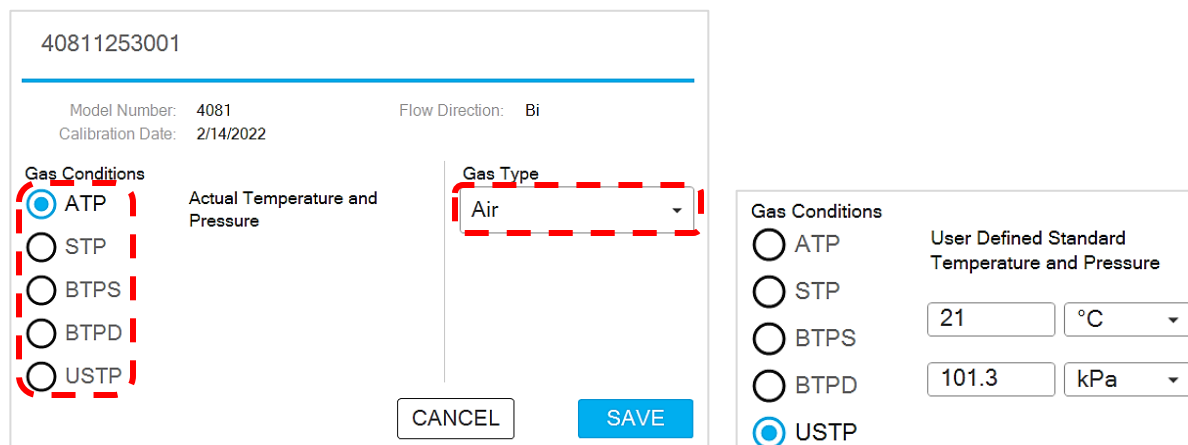 40811253001
Model Number: 4081 Flow Direction: Bi
Calibration Date: 2/14/2022
Gas Conditions
ATP
STP
BTPS
BTPD
USTP
Actual Temperature and
Pressure
Gas Type
Air
CANCEL SAVE
Gas Conditions
ATP
STP
BTPS
BTPD
USTP
User Defined Standard
Temperature and Pressure
21 °C
101.3 kPa